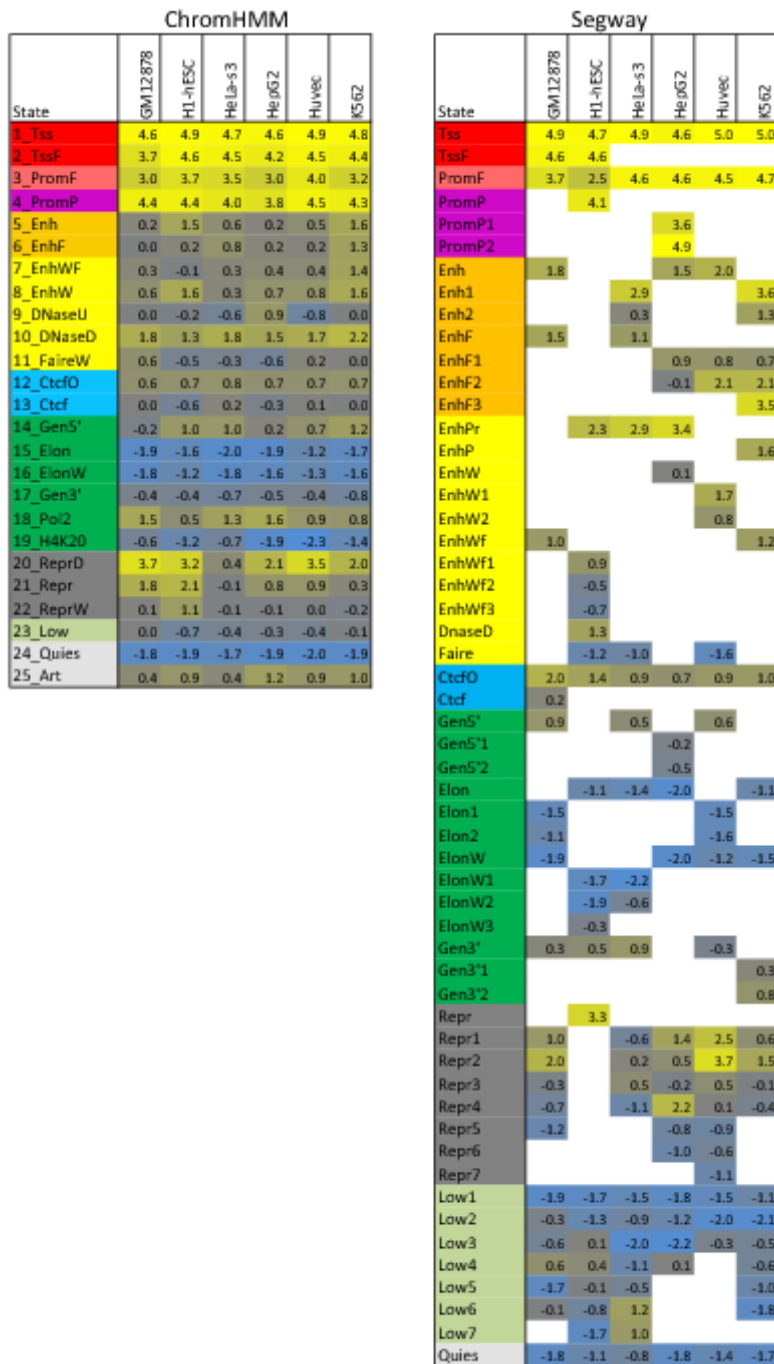 ChromHMM
State GM12878 H1-hESC HeLa-s3 HepG2 Huvec K562
1_Tss 4.6 4.9 4.7 4.6 4.9 4.8
2_TssF 3.7 4.6 4.5 4.2 4.5 4.4
3_PromF 3.0 3.7 3.5 3.0 4.0 3.2
4_PromP 4.4 4.4 4.0 3.8 4.5 4.3
5_Enh 0.2 1.5 0.6 0.2 0.5 1.6
6_EnhF 0.0 0.2 0.8 0.2 0.2 1.3
7_EnhWF 0.3 -0.1 0.3 0.4 0.4 1.4
8_EnhW 0.6 1.6 0.3 0.7 0.8 1.6
9_DNaseU 0.0 -0.2 -0.6 0.9 -0.8 0.0
10_DNaseD 1.8 1.3 1.8 1.5 1.7 2.2
11_FaireW 0.6 -0.5 -0.3 -0.6 0.2 0.0
12_CtcfO 0.6 0.7 0.8 0.7 0.7 0.7
13_Ctcf 0.0 -0.6 0.2 -0.3 0.1 0.0
14_Gen5' -0.2 1.0 1.0 0.2 0.7 1.2
15_Elon -1.9 -1.6 -2.0 -1.9 -1.2 -1.7
16_ElonW -1.8 -1.2 -1.8 -1.6 -1.3 -1.6
17_Gen3' -0.4 -0.4 -0.7 -0.5 -0.4 -0.8
18_Pol2 1.5 0.5 1.3 1.6 0.9 0.8
19_H4K20 -0.6 -1.2 -0.7 -1.9 -2.3 -1.4
20_ReprD 3.7 3.2 0.4 2.1 3.5 2.0
21_Repr 1.8 2.1 -0.1 0.8 0.9 0.3
22_ReprW 0.1 1.1 -0.1 -0.1 0.0 -0.2
23_Low 0.0 -0.7 -0.4 -0.3 -0.4 -0.1
24_Quies -1.8 -1.9 -1.7 -1.9 -2.0 -1.9
25_Art 0.4 0.9 0.4 1.2 0.9 1.0
Segway
State GM12878 H1-hESC HeLa-s3 HepG2 Huvec K562
Tss 4.9 4.7 4.9 4.6 5.0 5.0
TssF 4.6 4.6
PromF 3.7 2.5 4.6 4.6 4.5 4.7
PromP 4.1
PromP1 3.6
PromP2 4.9
Enh 1.8 1.5 2.0
Enh1 2.9 3.6
Enh2 0.3 1.3
EnhF 1.5 1.1
EnhF1 0.9 0.8 0.7
EnhF2 -0.1 2.1 2.1
EnhF3 3.5
EnhPr 2.3 2.9 3.4
EnhP 1.6
EnhW 0.1
EnhW1 1.7
EnhW2 0.8
EnhWf 1.0 1.2
EnhWf1 0.9
EnhWf2 -0.5
EnhWf3 -0.7
DnaseD 1.3
Faire -1.2 -1.0 -1.6
CtcfO 2.0 1.4 0.9 0.7 0.9 1.0
Ctcf 0.2
Gen5' 0.9 0.5 0.6
Gen5'1 -0.2
Gen5'2 -0.5
Elon -1.1 -1.4 -2.0 -1.1
Elon1 -1.5 -1.5
Elon2 -1.1 -1.6
ElonW -1.9 -2.0 -1.2 -1.5
ElonW1 -1.7 -2.2
ElonW2 -1.9 -0.6
ElonW3 -0.3
Gen3' 0.3 0.5 0.9 -0.3
Gen3'1 0.3
Gen3'2 0.8
Repr 3.3
Repr1 1.0 -0.6 1.4 2.5 0.6
Repr2 2.0 0.2 0.5 3.7 1.5
Repr3 -0.3 0.5 -0.2 0.5 -0.1
Repr4 -0.7 -1.1 2.2 0.1 -0.4
Repr5 -1.2 -0.8 -0.9
Repr6 -1.0 -0.6
Repr7 -1.1
Low1 -1.9 -1.7 -1.5 -1.8 -1.5 -1.1
Low2 -0.3 -1.3 -0.9 -1.2 -2.0 -2.1
Low3 -0.6 0.1 -2.0 -2.2 -0.3 -0.5
Low4 0.6 0.4 -1.1 0.1 -0.6
Low5 -1.7 -0.1 -0.5 -1.0
Low6 -0.1 -0.8 1.2 -1.8
Low7 -1.7 1.0
Quies -1.8 -1.1 -0.8 -1.8 -1.4 -1.7